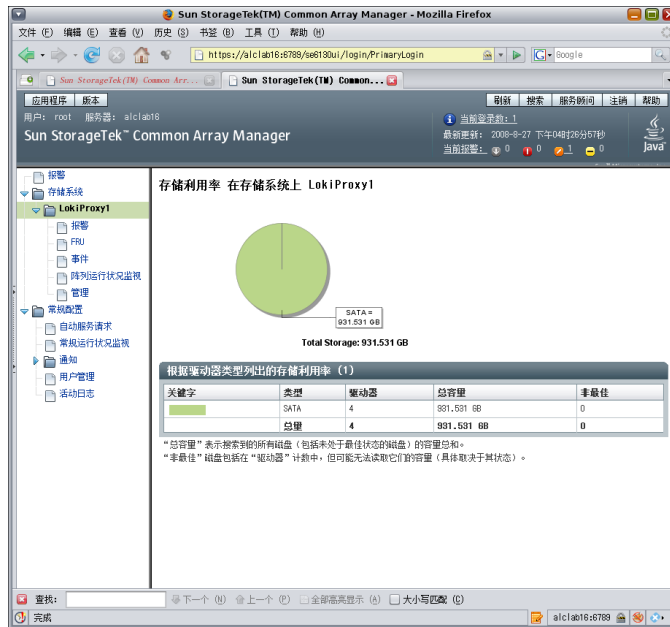 Sun StorageTek(TM) Common Array Manager - Mozilla Firefox
文件 (F) 编辑 (E) 查看 (V) 历史 (S) 书签 (B) 工具 (T) 帮助 (H)
https://alclab16:6789/se6130ui/login/PrimaryLogin
Google
Sun StorageTek(TM) Common Arr...
Sun StorageTek(TM) Common...
应用程序 版本 刷新 搜索 服务顾问 注销 帮助
用户: root 服务器: alclab16
当前登录数: 1
Sun StorageTek™ Common Array Manager
最新更新: 2008-8-27 下午04时26分57秒
当前报警: 0 0 1 0
Java™
报警
存储系统
LokiProxy1
报警
FRU
事件
阵列运行状况监视
管理
常规配置
自动服务请求
常规运行状况监视
通知
用户管理
活动日志
存储利用率 在存储系统上 LokiProxy1
SATA =
931.531 GB
Total Storage: 931.531 GB
根据驱动器类型列出的存储利用率 (1)
关键字 类型 驱动器 总容量 非最佳
SATA 4 931.531 GB 0
总量 4 931.531 GB 0
“总容量”表示搜索到的所有磁盘（包括未处于最佳状态的磁盘）的容量总和。
“非最佳”磁盘包括在“驱动器”计数中，但可能无法读取它们的容量（具体取决于其状态）。
查找: 下一个 (N) 上一个 (P) 全部高亮显示 (A) 大小写匹配 (C)
完成
alclab16:6789